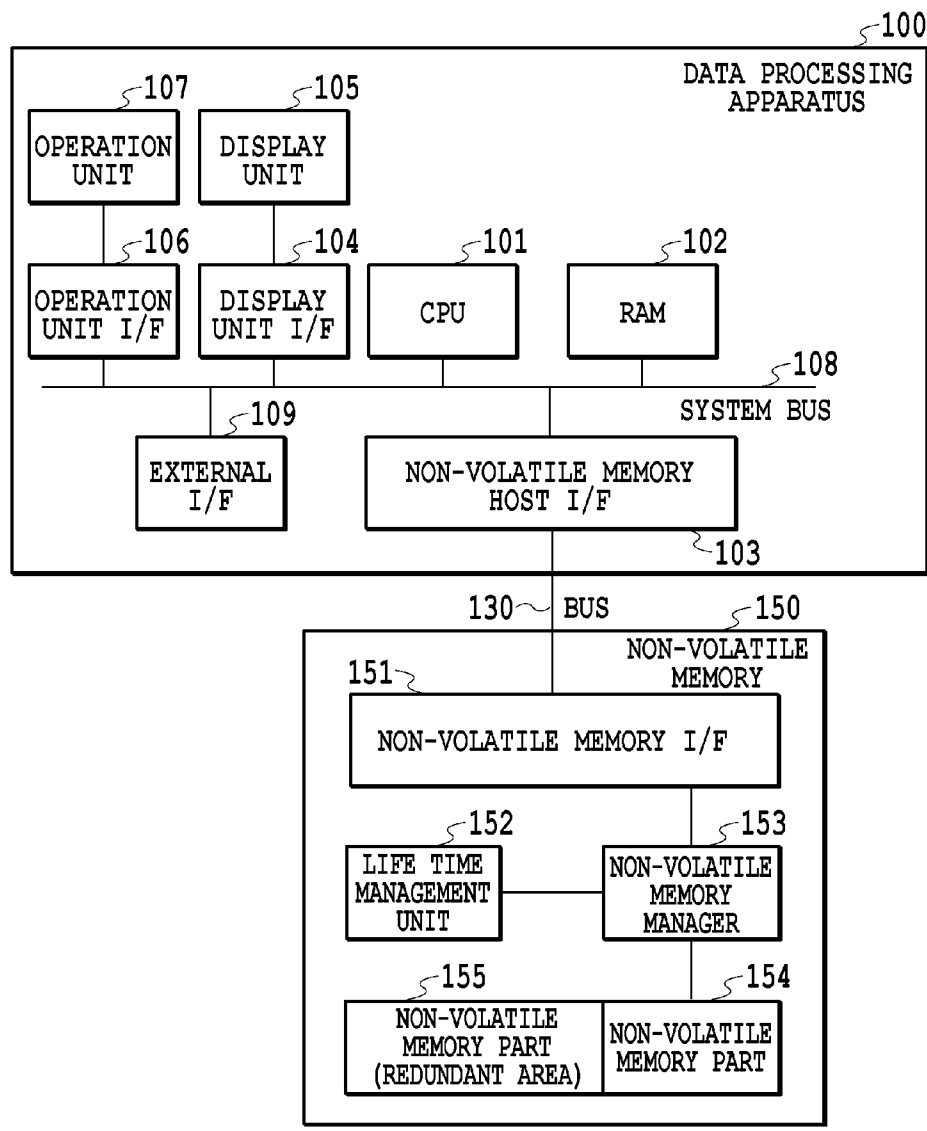 100
DATA PROCESSING
APPARATUS
107
105
OPERATION
UNIT
DISPLAY
UNIT
106
104
101
102
OPERATION
UNIT I/F
DISPLAY
UNIT I/F
CPU
RAM
108
SYSTEM BUS
109
EXTERNAL
I/F
NON-VOLATILE MEMORY
HOST I/F
103
130
BUS
150
NON-VOLATILE
MEMORY
151
NON-VOLATILE MEMORY I/F
152
153
LIFE TIME
MANAGEMENT
UNIT
NON-VOLATILE
MEMORY
MANAGER
155
154
NON-VOLATILE
MEMORY PART
(REDUNDANT AREA)
NON-VOLATILE
MEMORY PART